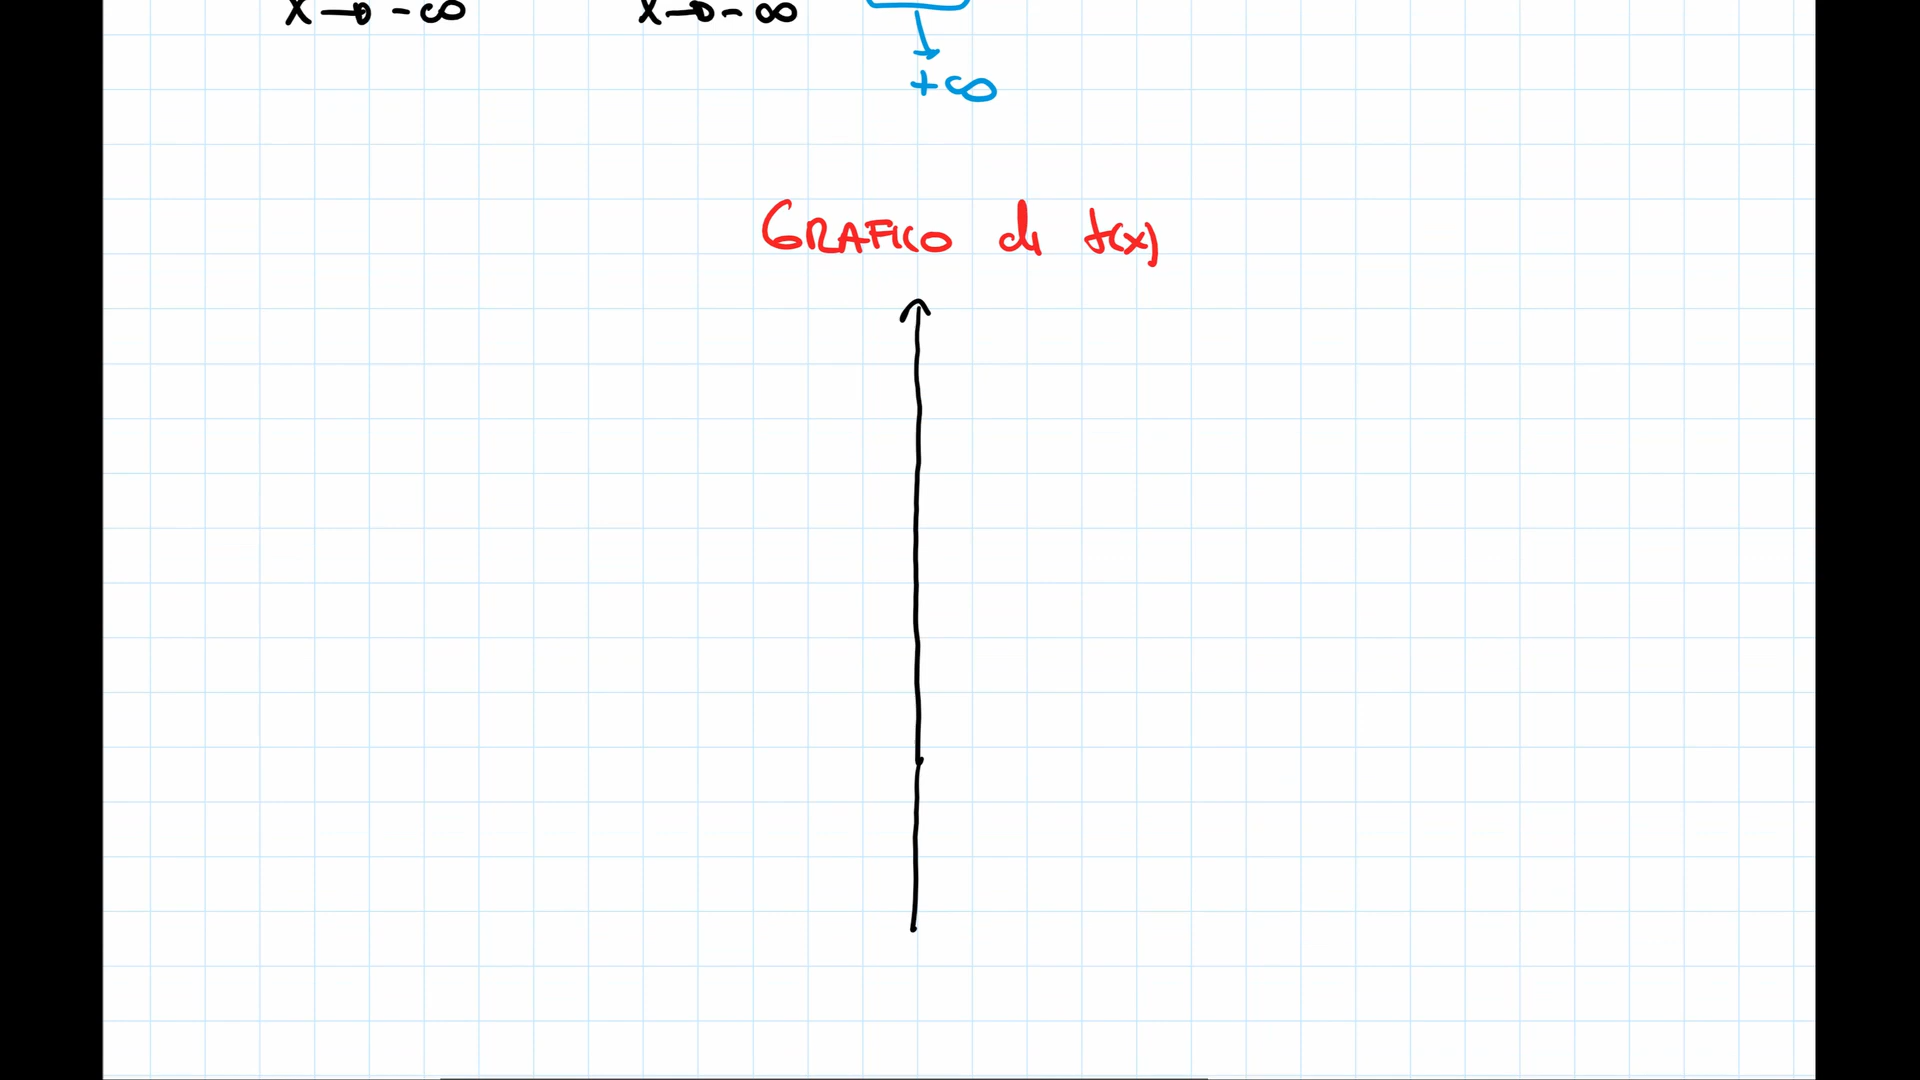 x → -∞ x → -∞
+∞
GRAFICO di f(x)